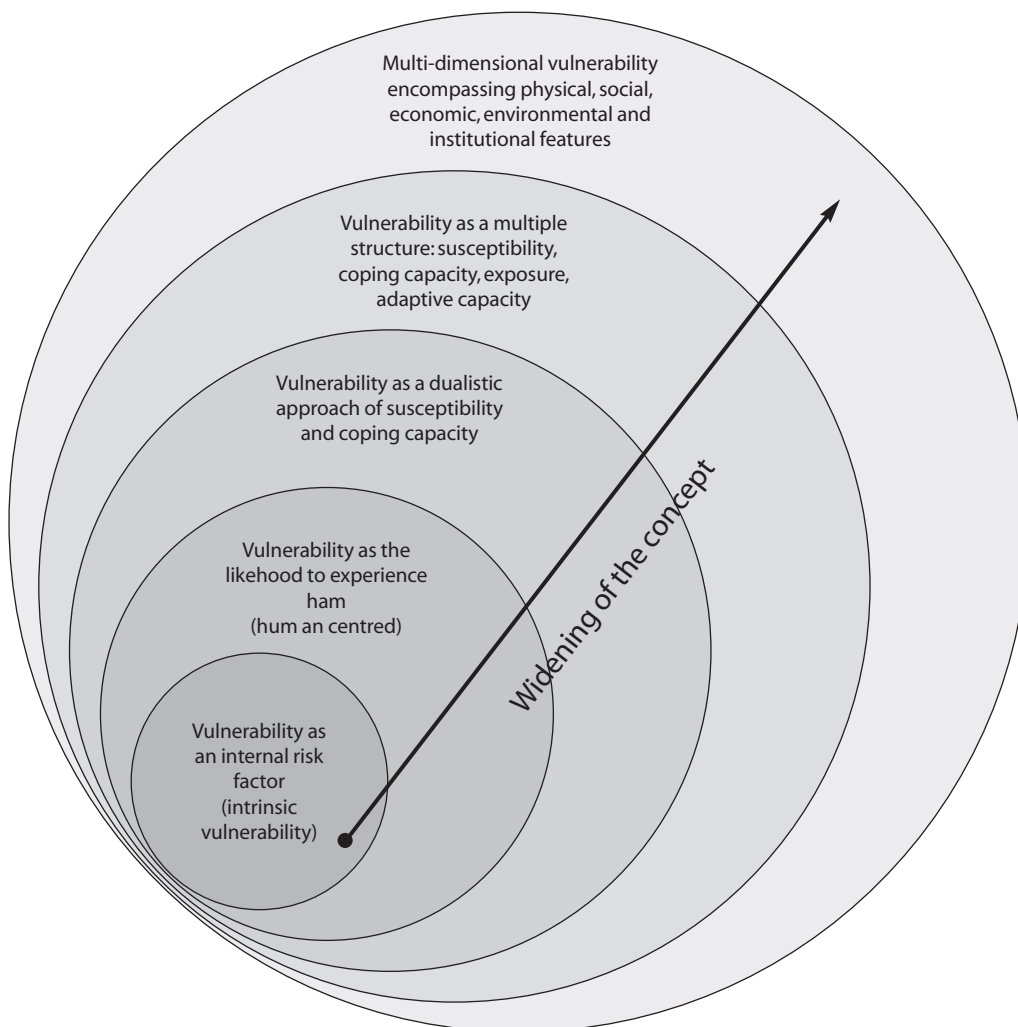 Multi-dimensional vulnerability
encompassing physical, social,
economic, environmental and
institutional features
Vulnerability as a multiple
structure: susceptibility,
coping capacity, exposure,
adaptive capacity
Vulnerability as a dualistic
approach of susceptibility
and coping capacity
Vulnerability as the
likehood to experience
ham
(hum an centred)
Vulnerability as
an internal risk
factor
(intrinsic
vulnerability)
Widening of the concept